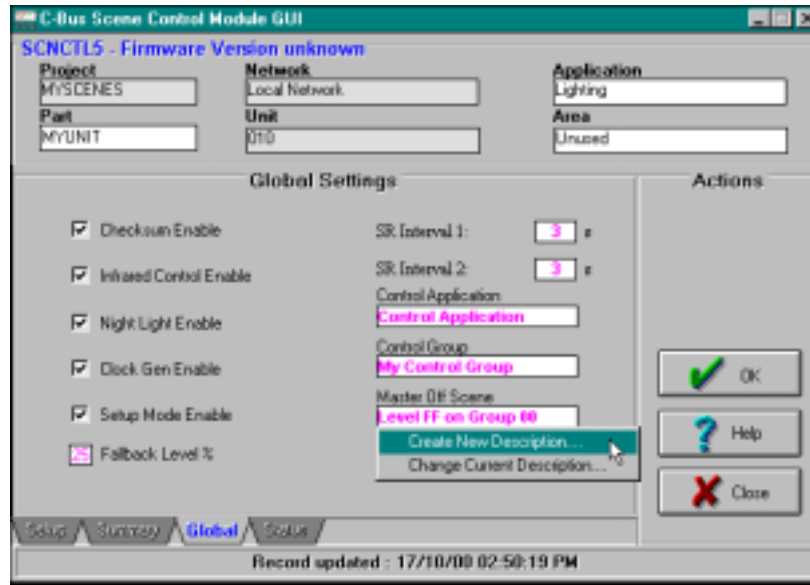 C-Bus Scene Control Module GUI
SCNCTL5 - Firmware Version unknown
Project Network Application
MYSCENES Local Network Lighting
Part Unit Area
MYUNIT 010 Unused
Global Settings Actions
Checksum Enable SR Interval 1: 3 s
Infrared Control Enable SR Interval 2: 3 s
Control Application
Night Light Enable Control Application
Control Group
Clock Gen Enable My Control Group
OK
Master Off Scene
Setup Mode Enable Level FF on Group 00
Create New Description... Help
25 Fallback Level %
Change Current Description...
Close
Setup Summary Global Status
Record updated : 17/10/00 02:50:19 PM